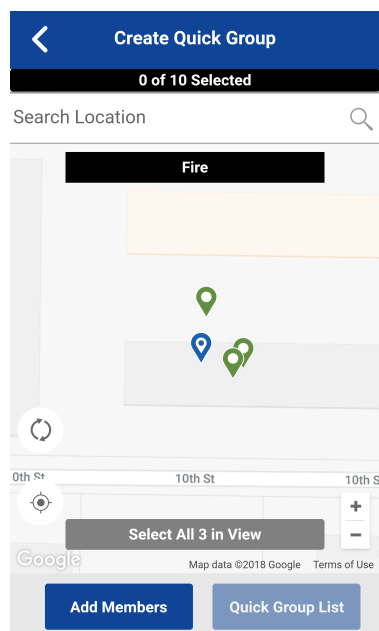 Create Quick Group
0 of 10 Selected
Search Location
Fire
0th St 10th St 10th S
Select All 3 in View
Google Map data ©2018 Google Terms of Use
Add Members Quick Group List